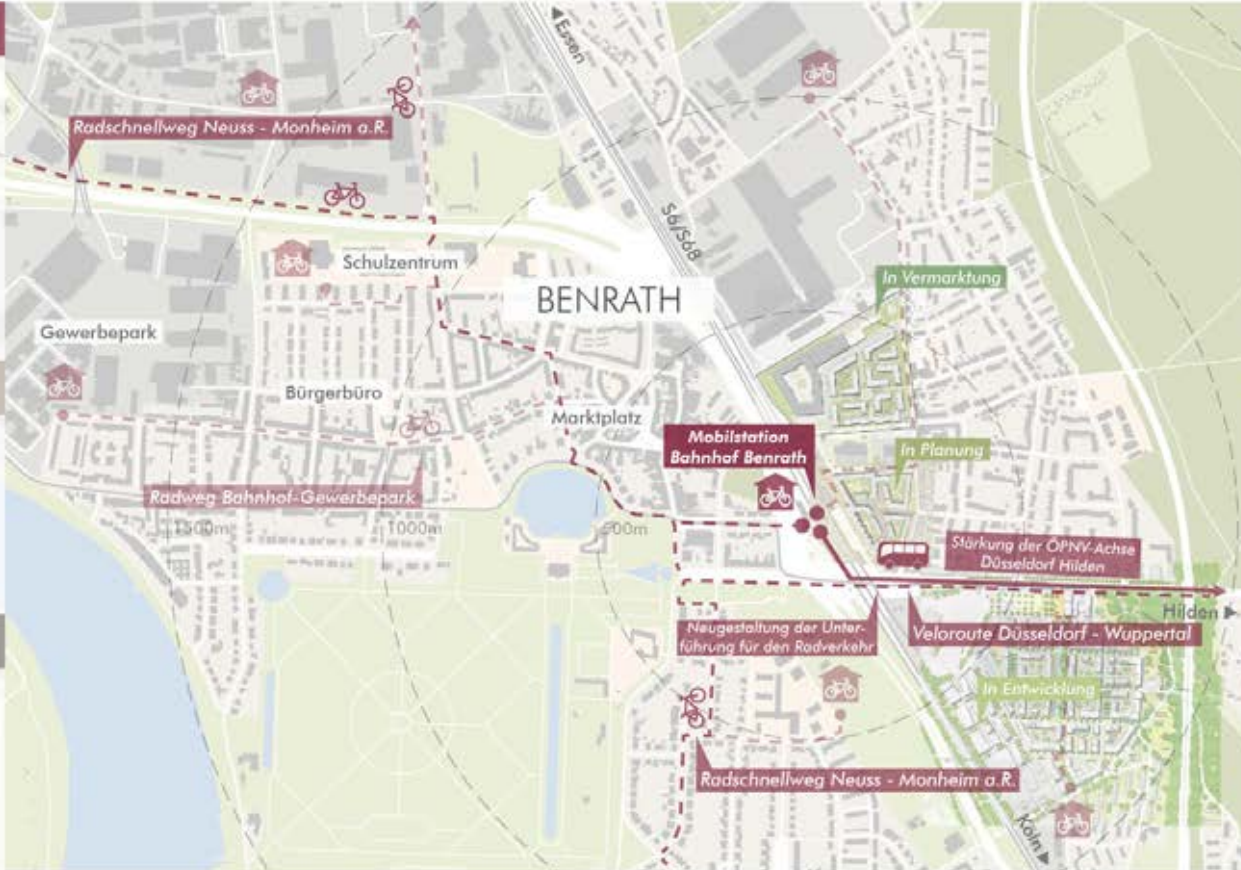 Essen
Radschnellweg Neuss - Monheim a.R.
S6/S68
Schulzentrum
In Vermarktung
BENRATH
Gewerbepark
Bürgerbüro
Marktplatz
Mobilstation
Bahnhof Benrath
In Planung
Radweg Bahnhof-Gewerbepark
1500m
1000m
500m
Stärkung der ÖPNV-Achse
Düsseldorf Hilden
Hilden
Neugestaltung der Unter-
führung für den Radverkehr
Veloroute Düsseldorf - Wuppertal
In Entwicklung
Radschnellweg Neuss - Monheim a.R.
Köln